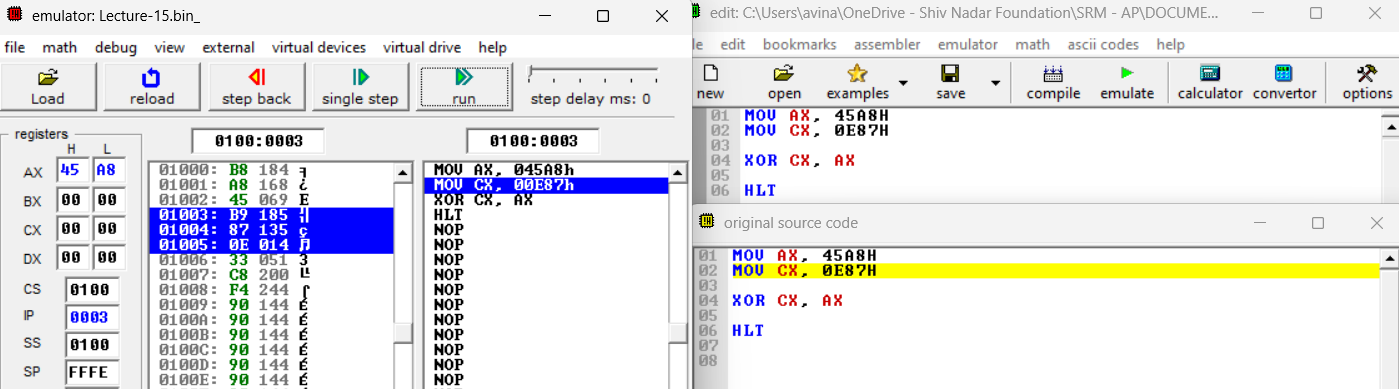 emulator: Lecture-15.bin_
file math debug view external virtual devices virtual drive help
Load reload step back single step run step delay ms: 0
registers
H L
0100:0003 0100:0003
AX 45 A8
BX 00 00
CX 00 00
DX 00 00
CS 0100
IP 0003
SS 0100
SP FFFE
01000: B8 184 ╕
01001: A8 168 ¿
01002: 45 069 E
01003: B9 185 ╣
01004: 87 135 ç
01005: 0E 014 ♫
01006: 33 051 3
01007: C8 200 ╚
01008: F4 244 ⌠
01009: 90 144 É
0100A: 90 144 É
0100B: 90 144 É
0100C: 90 144 É
0100D: 90 144 É
0100E: 90 144 É
MOV AX, 045A8h
MOV CX, 00E87h
XOR CX, AX
HLT
NOP
NOP
NOP
NOP
NOP
NOP
NOP
NOP
NOP
NOP
NOP
edit: C:\Users\avina\OneDrive - Shiv Nadar Foundation\SRM - AP\DOCUME...
le edit bookmarks assembler emulator math ascii codes help
new open examples save compile emulate calculator convertor options
01 MOV AX, 45A8H
02 MOV CX, 0E87H
03
04 XOR CX, AX
05
06 HLT
original source code
01 MOV AX, 45A8H
02 MOV CX, 0E87H
03
04 XOR CX, AX
05
06 HLT
07
08